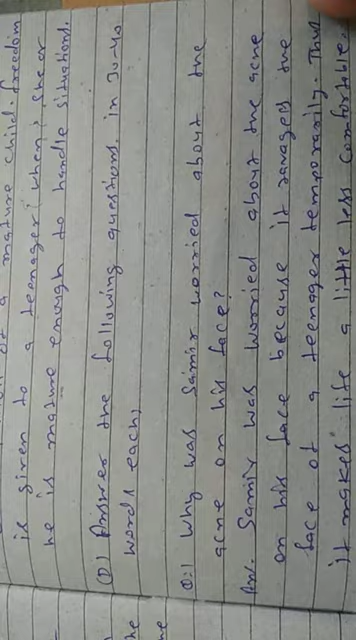 of a mature child. Freedom
is given to a teenager when, she or
he is mature enough to handle situations.
(D) Answer the following questions. in 30-40
words each,
Q:1 Why was Samir worried about the
acne on his face?
Ans. Samir was worried about the acne
on his face because it ramages the
face of a teenager temporarily. Thus
it makes life a little less comfortable.
the
me